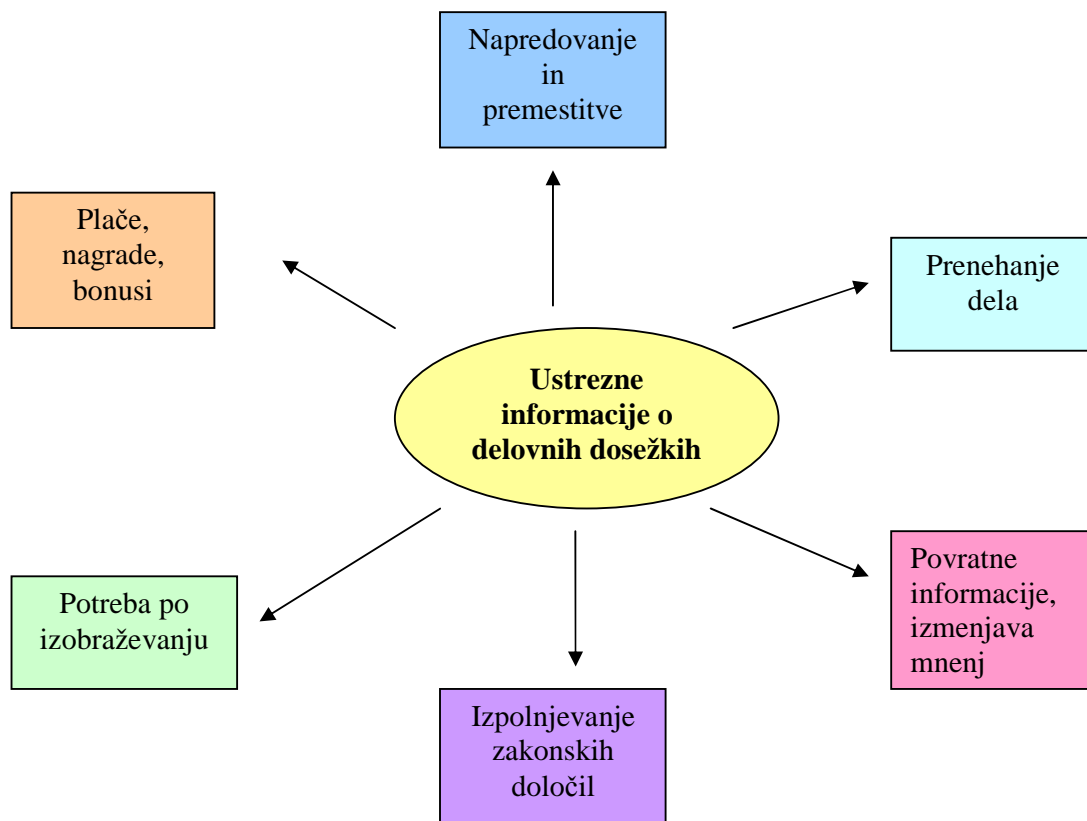 Napredovanje
in
premestitve
Plače,
nagrade,
bonusi
Prenehanje
dela
Ustrezne
informacije o
delovnih dosežkih
Potreba po
izobraževanju
Povratne
informacije,
izmenjava
mnenj
Izpolnjevanje
zakonskih
določil